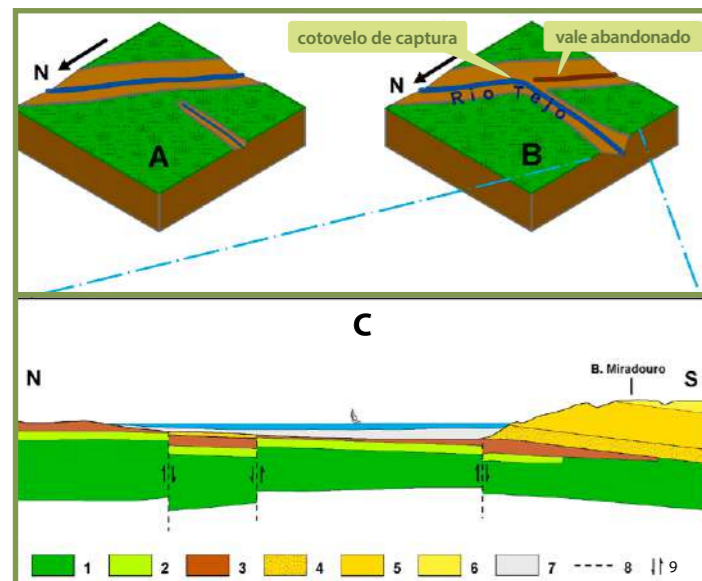 cotovelo de captura
vale abandonado
N
N
Rio Tejo
A
B
C
N
B. Miradouro
S
1
2
3
4
5
6
7
8
9